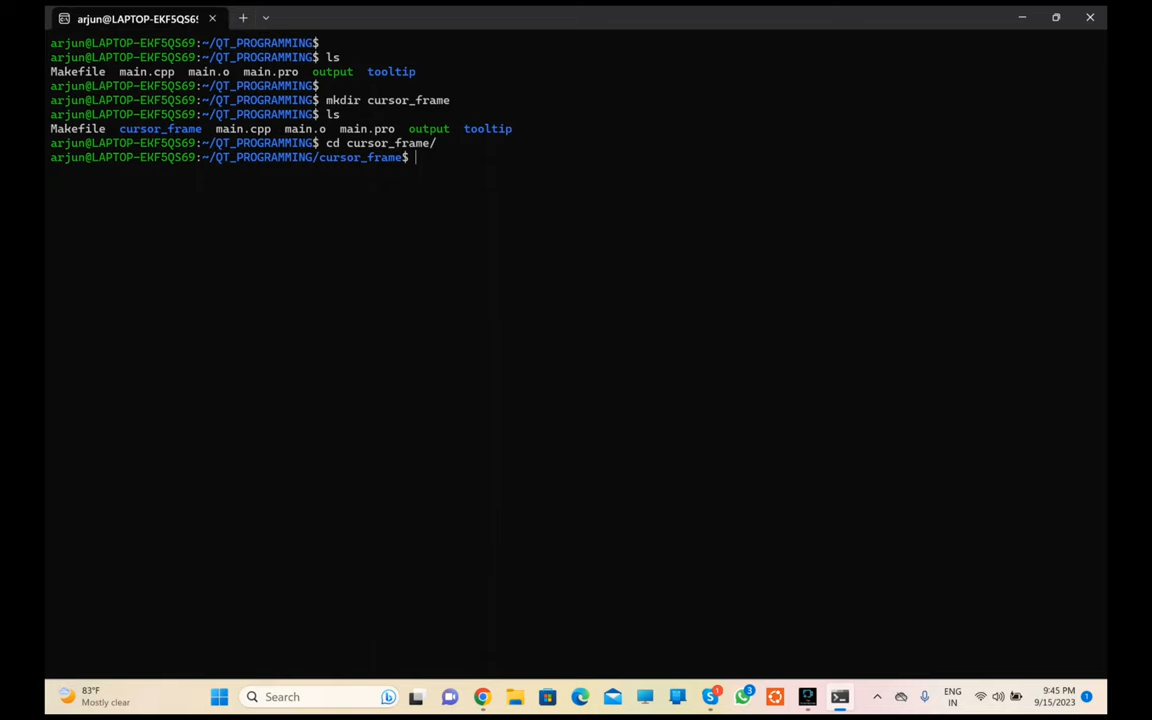 arjun@LAPTOP-EKF5QS69
arjun@LAPTOP-EKF5QS69:~/QT_PROGRAMMING$
arjun@LAPTOP-EKF5QS69:~/QT_PROGRAMMING$ ls
Makefile main.cpp main.o main.pro output tooltip
arjun@LAPTOP-EKF5QS69:~/QT_PROGRAMMING$
arjun@LAPTOP-EKF5QS69:~/QT_PROGRAMMING$ mkdir cursor_frame
arjun@LAPTOP-EKF5QS69:~/QT_PROGRAMMING$ ls
Makefile cursor_frame main.cpp main.o main.pro output tooltip
arjun@LAPTOP-EKF5QS69:~/QT_PROGRAMMING$ cd cursor_frame/
arjun@LAPTOP-EKF5QS69:~/QT_PROGRAMMING/cursor_frame$
83°F
Mostly clear
Search
1
3
ENG
IN
9:45 PM
9/15/2023
1